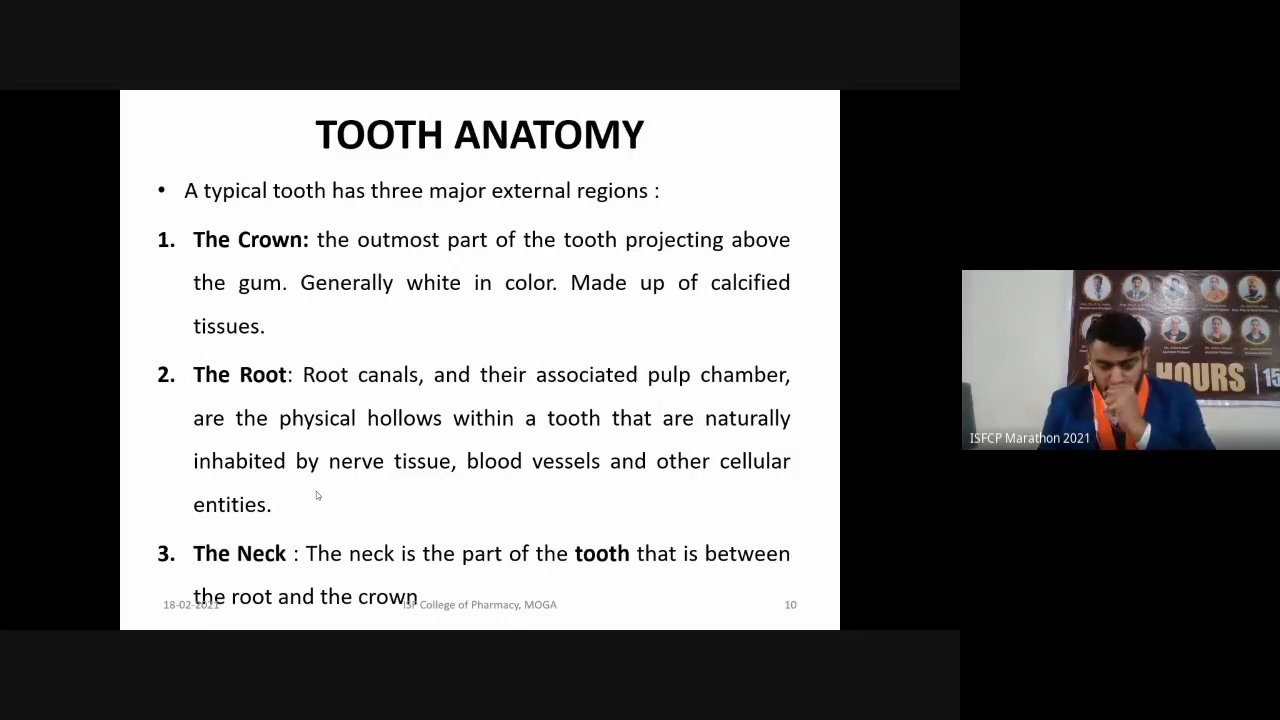 TOOTH ANATOMY
• A typical tooth has three major external regions :
1. The Crown: the outmost part of the tooth projecting above
the gum. Generally white in color. Made up of calcified
tissues.
2. The Root: Root canals, and their associated pulp chamber,
are the physical hollows within a tooth that are naturally
inhabited by nerve tissue, blood vessels and other cellular
entities.
3. The Neck : The neck is the part of the tooth that is between
the root and the crown
18-02-2021
ISF College of Pharmacy, MOGA
10
HOURS
15
ISFCP Marathon 2021